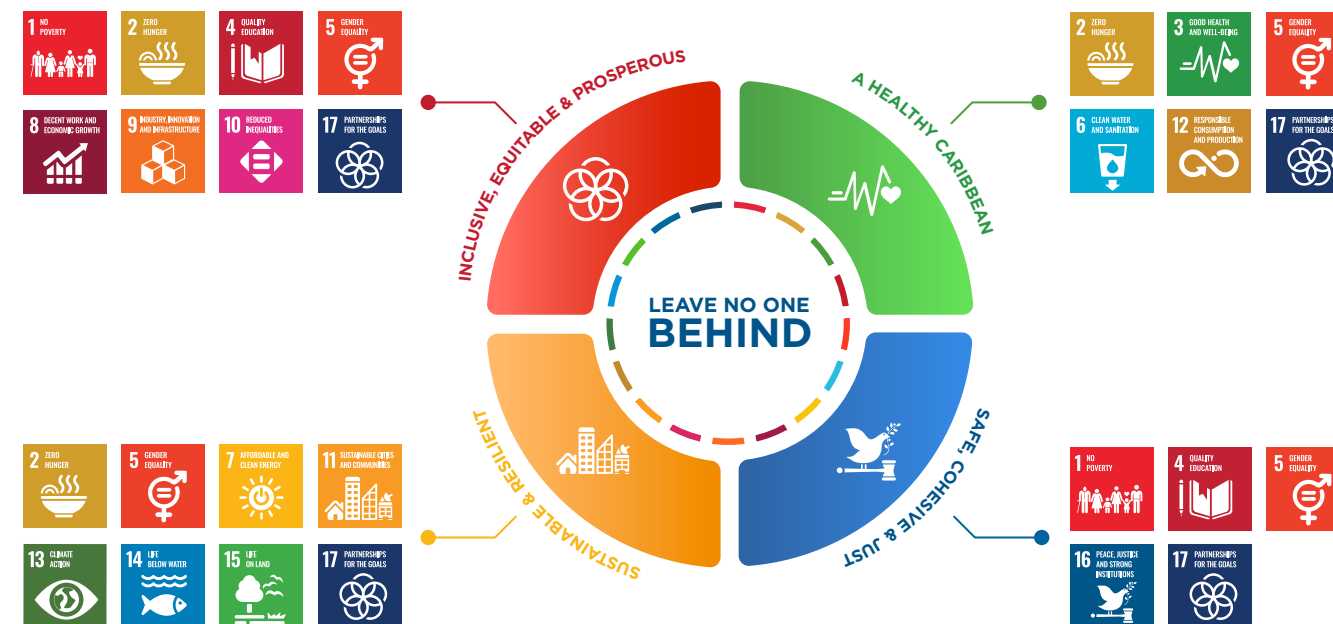 1 NO POVERTY
2 ZERO HUNGER
4 QUALITY EDUCATION
5 GENDER EQUALITY
8 DECENT WORK AND ECONOMIC GROWTH
9 INDUSTRY, INNOVATION AND INFRASTRUCTURE
10 REDUCED INEQUALITIES
17 PARTNERSHIPS FOR THE GOALS
INCLUSIVE, EQUITABLE & PROSPEROUS
A HEALTHY CARIBBEAN
2 ZERO HUNGER
3 GOOD HEALTH AND WELL-BEING
5 GENDER EQUALITY
6 CLEAN WATER AND SANITATION
12 RESPONSIBLE CONSUMPTION AND PRODUCTION
17 PARTNERSHIPS FOR THE GOALS
LEAVE NO ONE
BEHIND
2 ZERO HUNGER
5 GENDER EQUALITY
7 AFFORDABLE AND CLEAN ENERGY
11 SUSTAINABLE CITIES AND COMMUNITIES
13 CLIMATE ACTION
14 LIFE BELOW WATER
15 LIFE ON LAND
17 PARTNERSHIPS FOR THE GOALS
SUSTAINABLE & RESILIENT
SAFE, COHESIVE & JUST
1 NO POVERTY
4 QUALITY EDUCATION
5 GENDER EQUALITY
16 PEACE, JUSTICE AND STRONG INSTITUTIONS
17 PARTNERSHIPS FOR THE GOALS